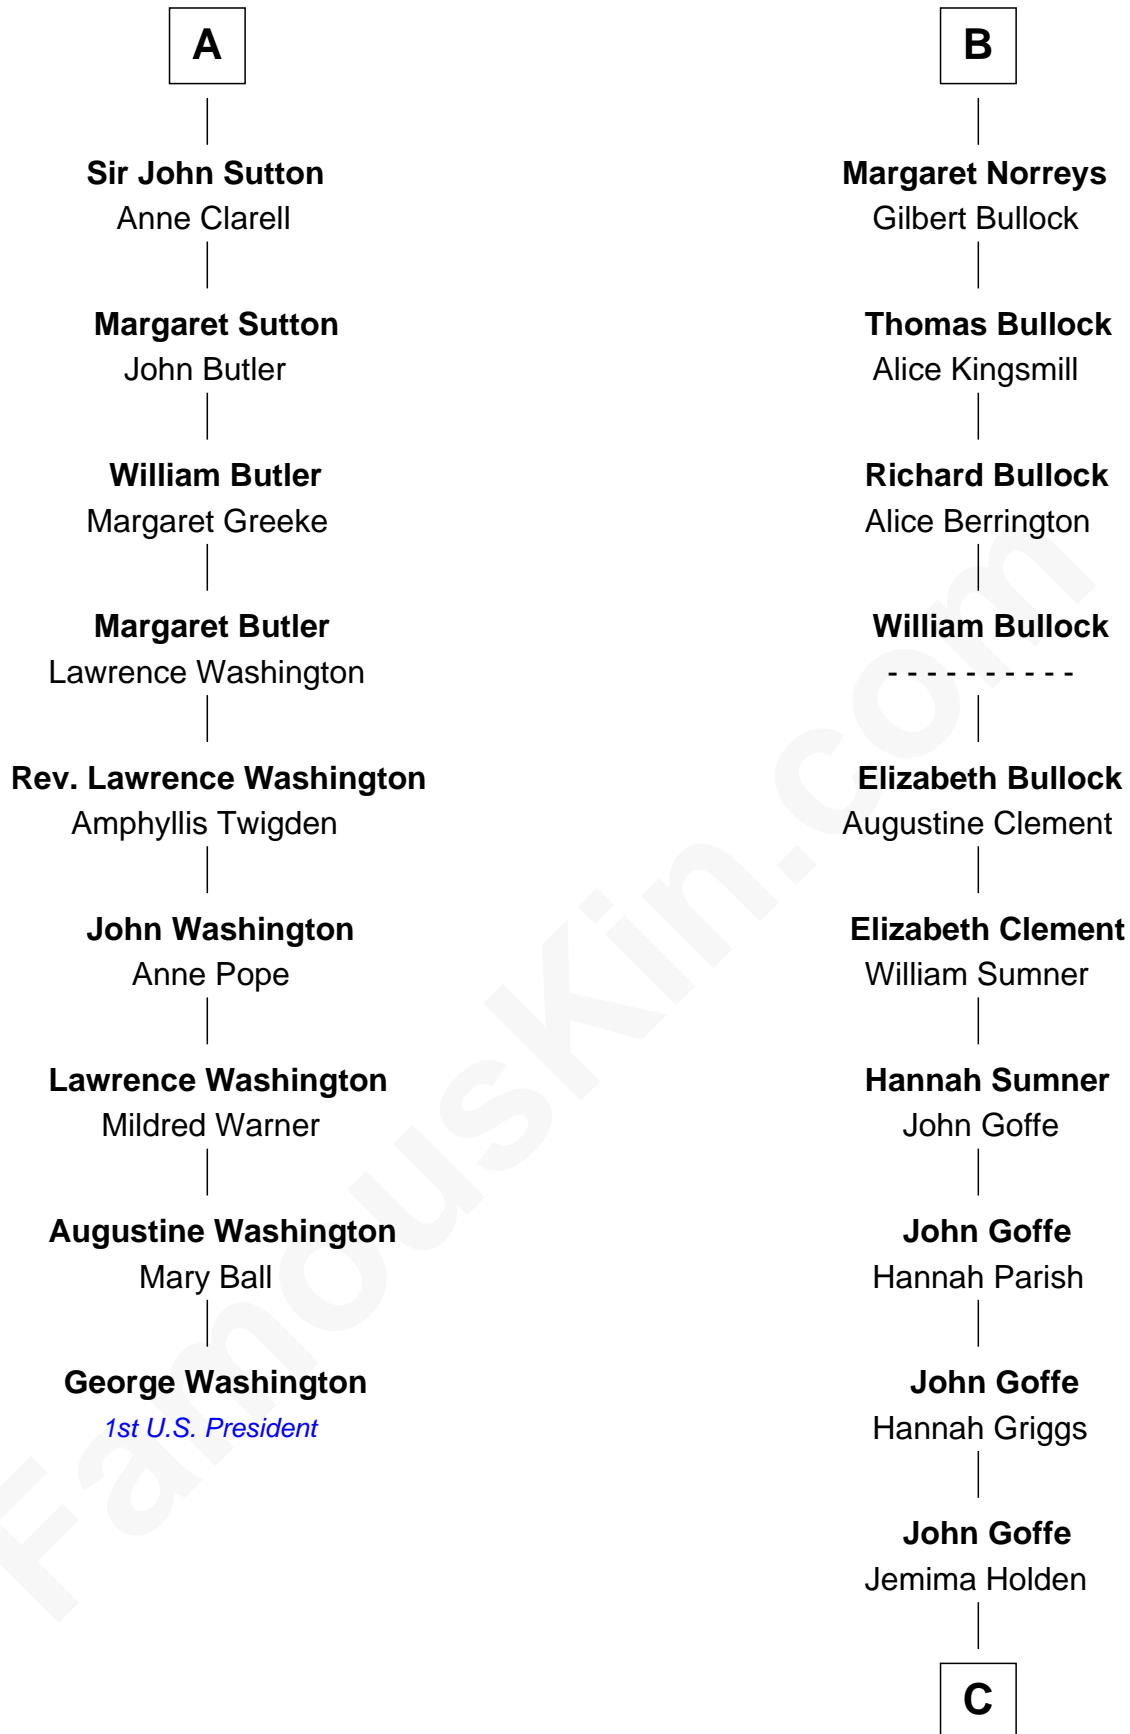 A
Sir John Sutton
Anne Clarell
Margaret Sutton
John Butler
William Butler
Margaret Greeke
Margaret Butler
Lawrence Washington
Rev. Lawrence Washington
Amphyllis Twigden
John Washington
Anne Pope
Lawrence Washington
Mildred Warner
Augustine Washington
Mary Ball
George Washington
1st U.S. President
B
Margaret Norreys
Gilbert Bullock
Thomas Bullock
Alice Kingsmill
Richard Bullock
Alice Berrington
William Bullock
- - - - - - - - - -
Elizabeth Bullock
Augustine Clement
Elizabeth Clement
William Sumner
Hannah Sumner
John Goffe
John Goffe
Hannah Parish
John Goffe
Hannah Griggs
John Goffe
Jemima Holden
C
FamousKin.com